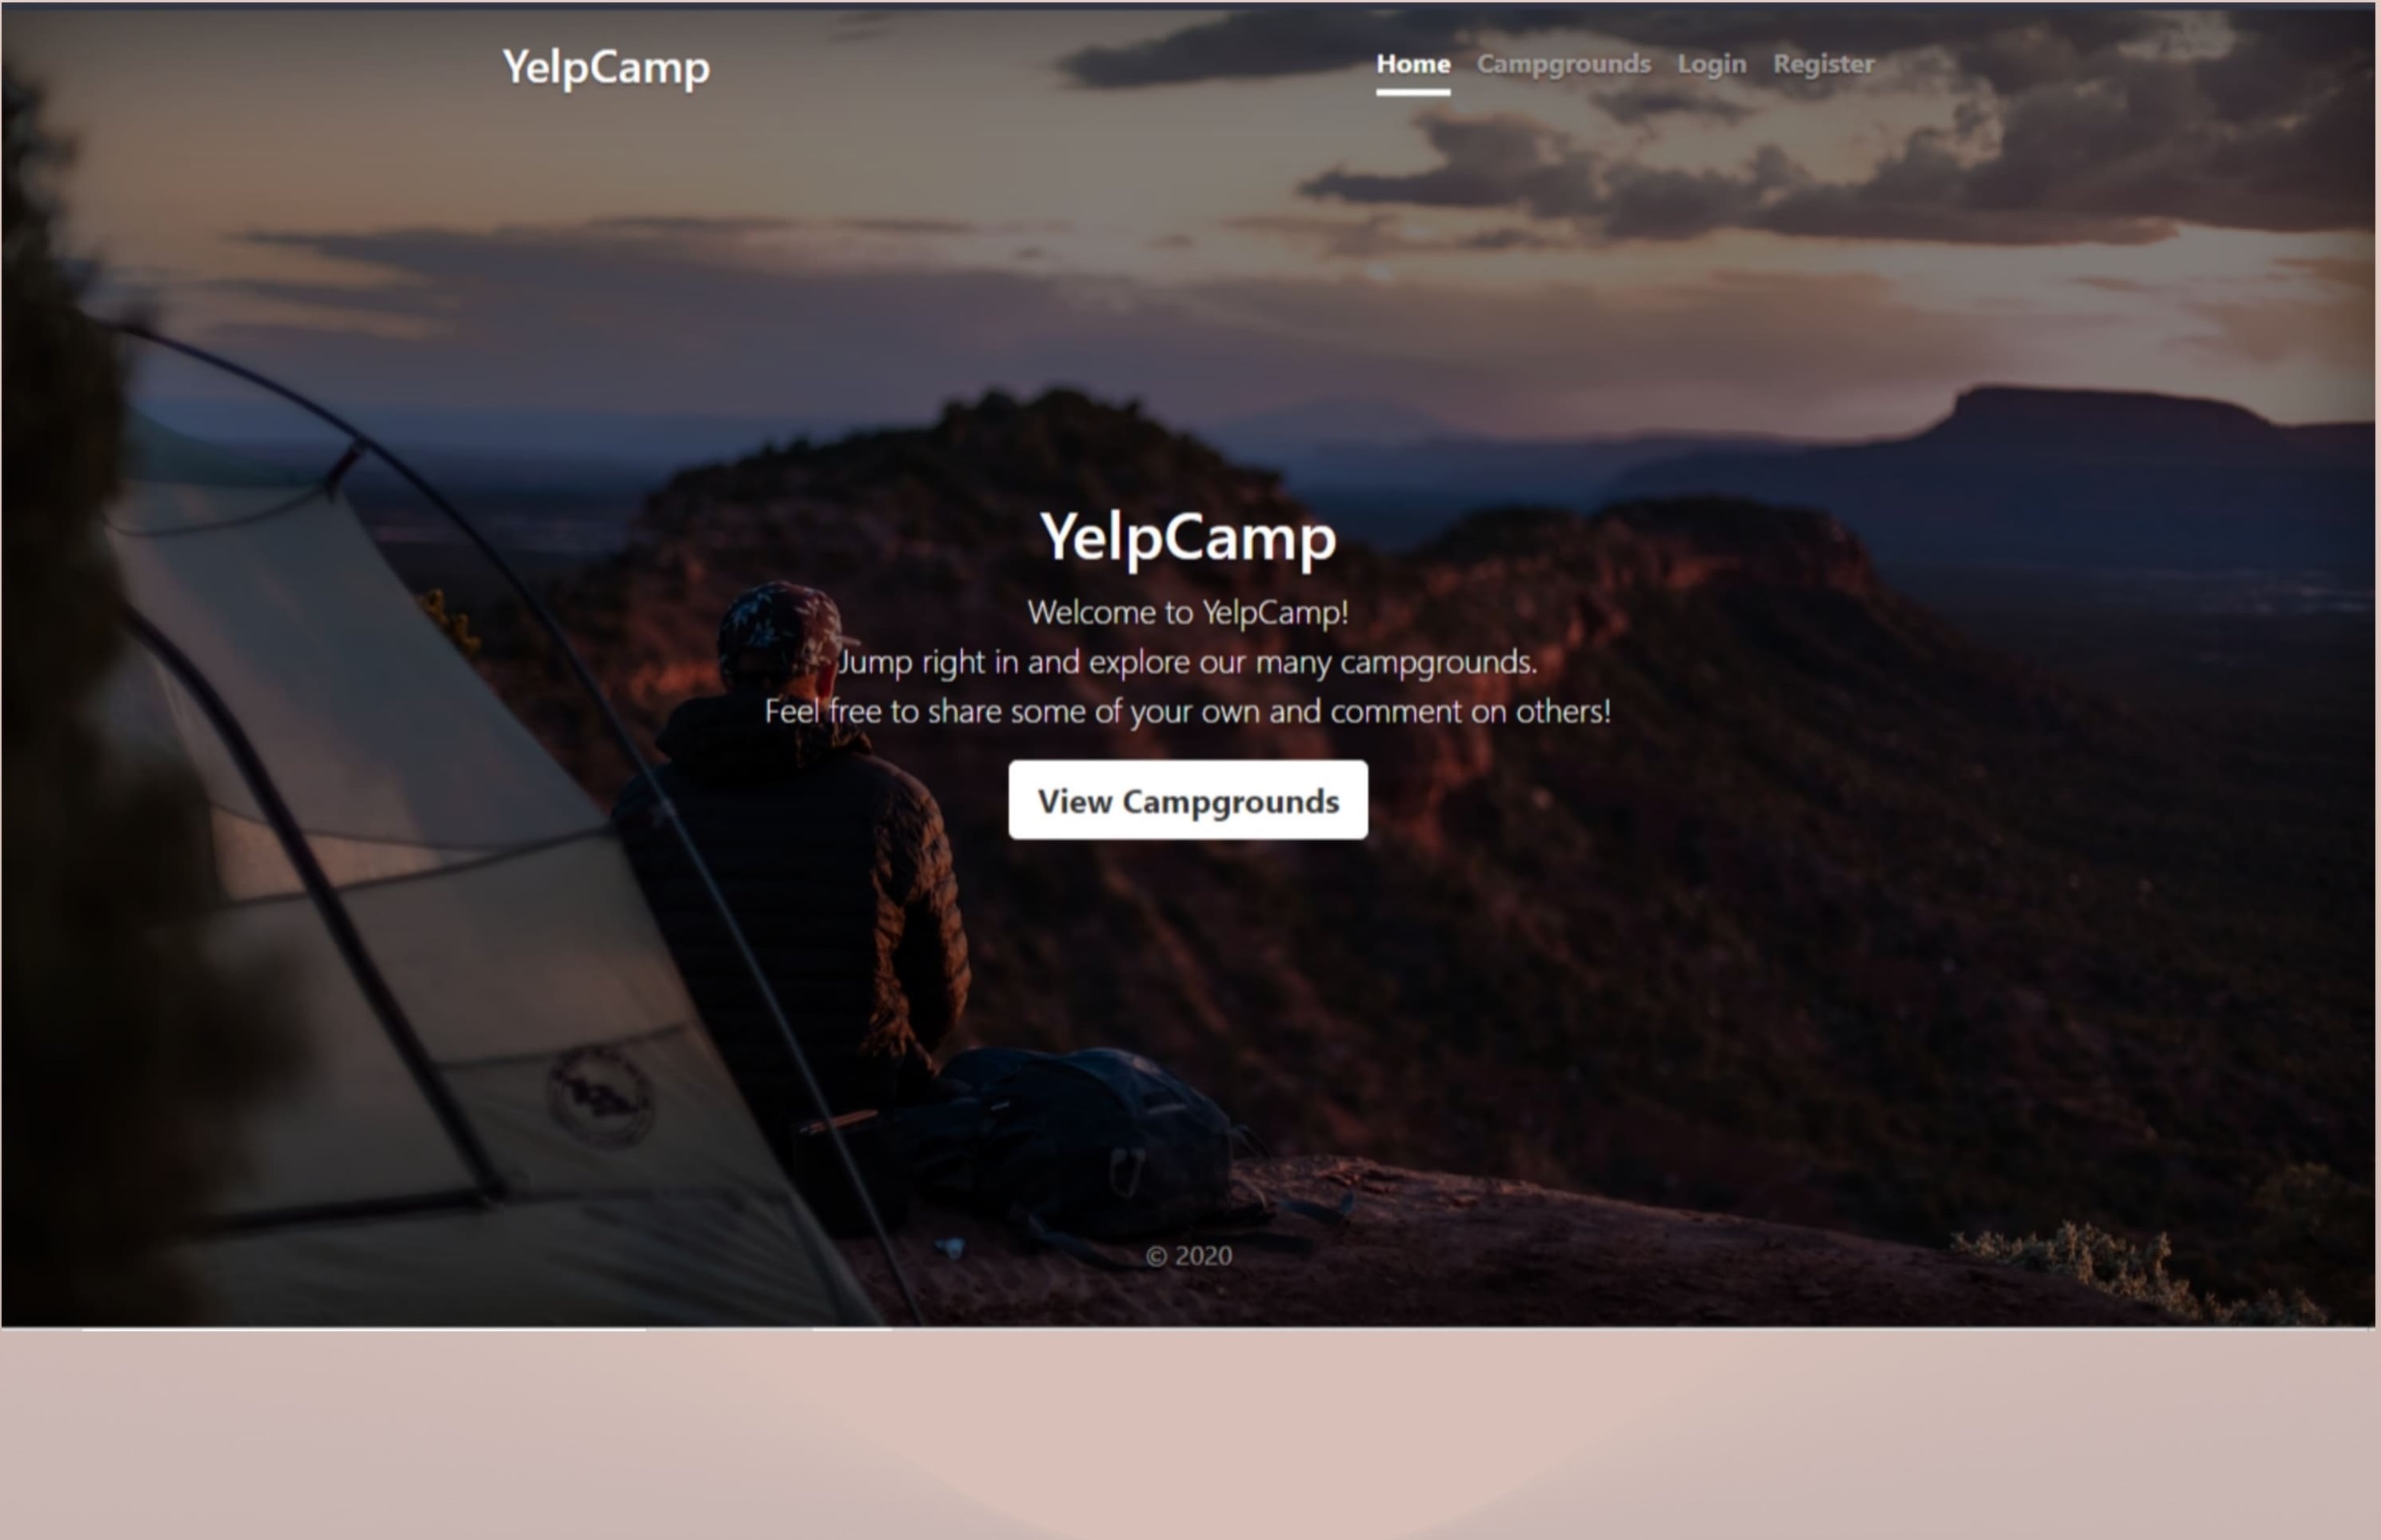 YelpCamp
Home Campgrounds Login Register
YelpCamp
Welcome to YelpCamp!
Jump right in and explore our many campgrounds.
Feel free to share some of your own and comment on others!
View Campgrounds
© 2020